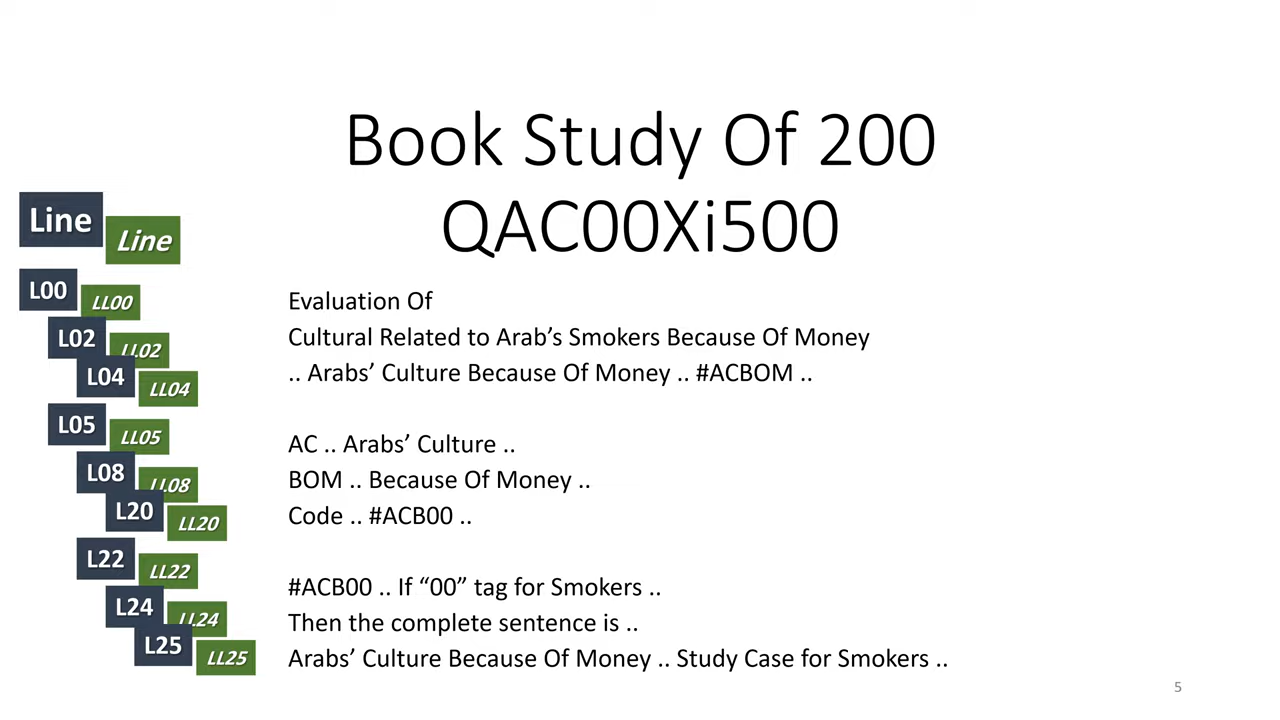 Book Study Of 200
QAC00Xi500
Line
Line
L00
LL00
L02
LL02
L04
LL04
L05
LL05
L08
LL08
L20
LL20
L22
LL22
L24
LL24
L25
LL25
Evaluation Of
Cultural Related to Arab’s Smokers Because Of Money
.. Arabs’ Culture Because Of Money .. #ACBOM ..
AC .. Arabs’ Culture ..
BOM .. Because Of Money ..
Code .. #ACB00 ..
#ACB00 .. If “00” tag for Smokers ..
Then the complete sentence is ..
Arabs’ Culture Because Of Money .. Study Case for Smokers ..
5